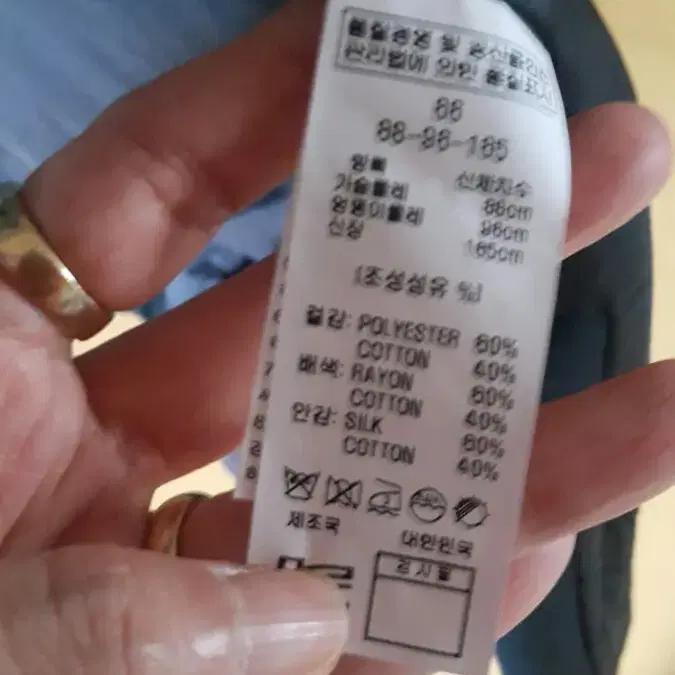 품질경영 및 공산품안전
관리법에 의한 품질표시
66
88-96-165
항목 신체치수
가슴둘레 88cm
엉덩이둘레 96cm
신장 165cm
(조성섬유 %)
겉감: POLYESTER 60%
COTTON 40%
배색: RAYON 60%
COTTON 40%
안감: SILK 60%
COTTON 40%
제조국 대한민국
검사필